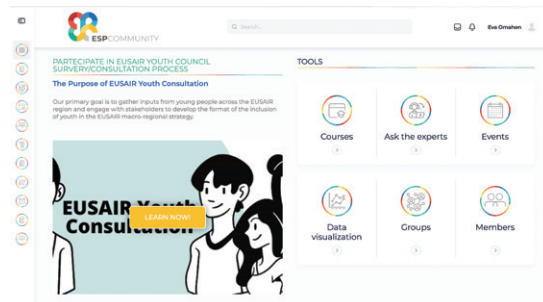 ESPCOMMUNITY
Search...
Eva Omahen
PARTECIPATE IN EUSAIR YOUTH COUNCIL
SURVERY/CONSULTATION PROCESS
The Purpose of EUSAIR Youth Consultation
Our primary goal is to gather inputs from young people across the EUSAIR
region and engage with stakeholders to develop the format of the inclusion
of youth in the EUSAIR macro-regional strategy.
EUSAIR Youth
Consultation
LEARN NOW!
TOOLS
Courses
Ask the experts
Events
Data
visualization
Groups
Members